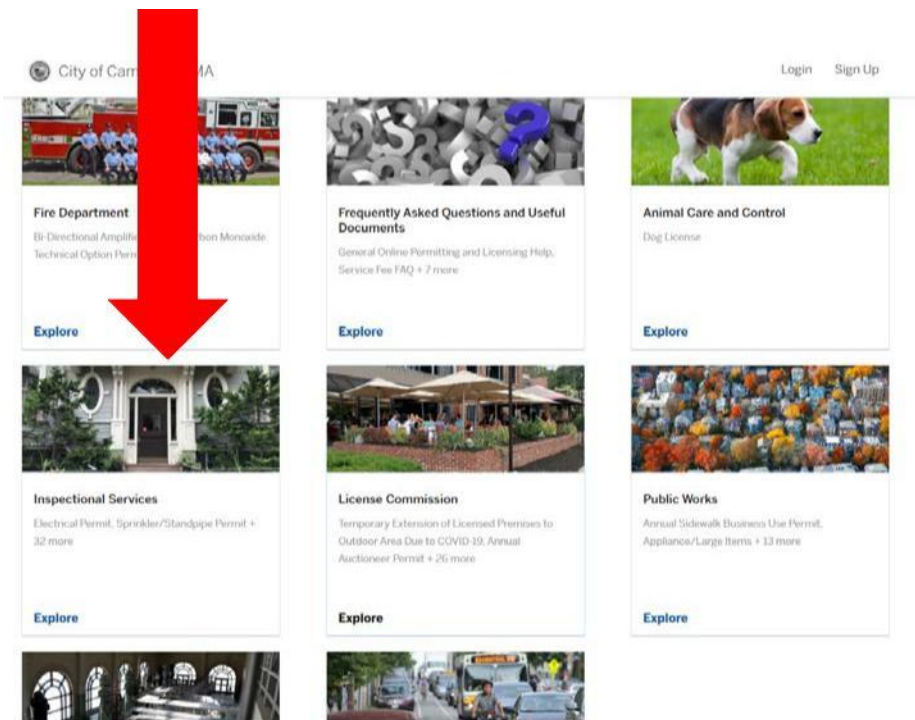 City of Cam MA
Login Sign Up
Fire Department
Bi-Directional Carbon Monoxide
Technical Option
Explore
Frequently Asked Questions and Useful
Documents
General Online Permitting and Licensing Help,
Service Fee FAQ + 7 more
Explore
Animal Care and Control
Dog License
Explore
Inspectional Services
Electrical Permit, Sprinkler/Standpipe Permit +
32 more
Explore
License Commission
Temporary Extension of Licensed Premises to
Outdoor Area Due to COVID-19, Annual
Auctioneer Permit + 26 more
Explore
Public Works
Annual Sidewalk Business Use Permit,
Appliance/Large Items + 13 more
Explore